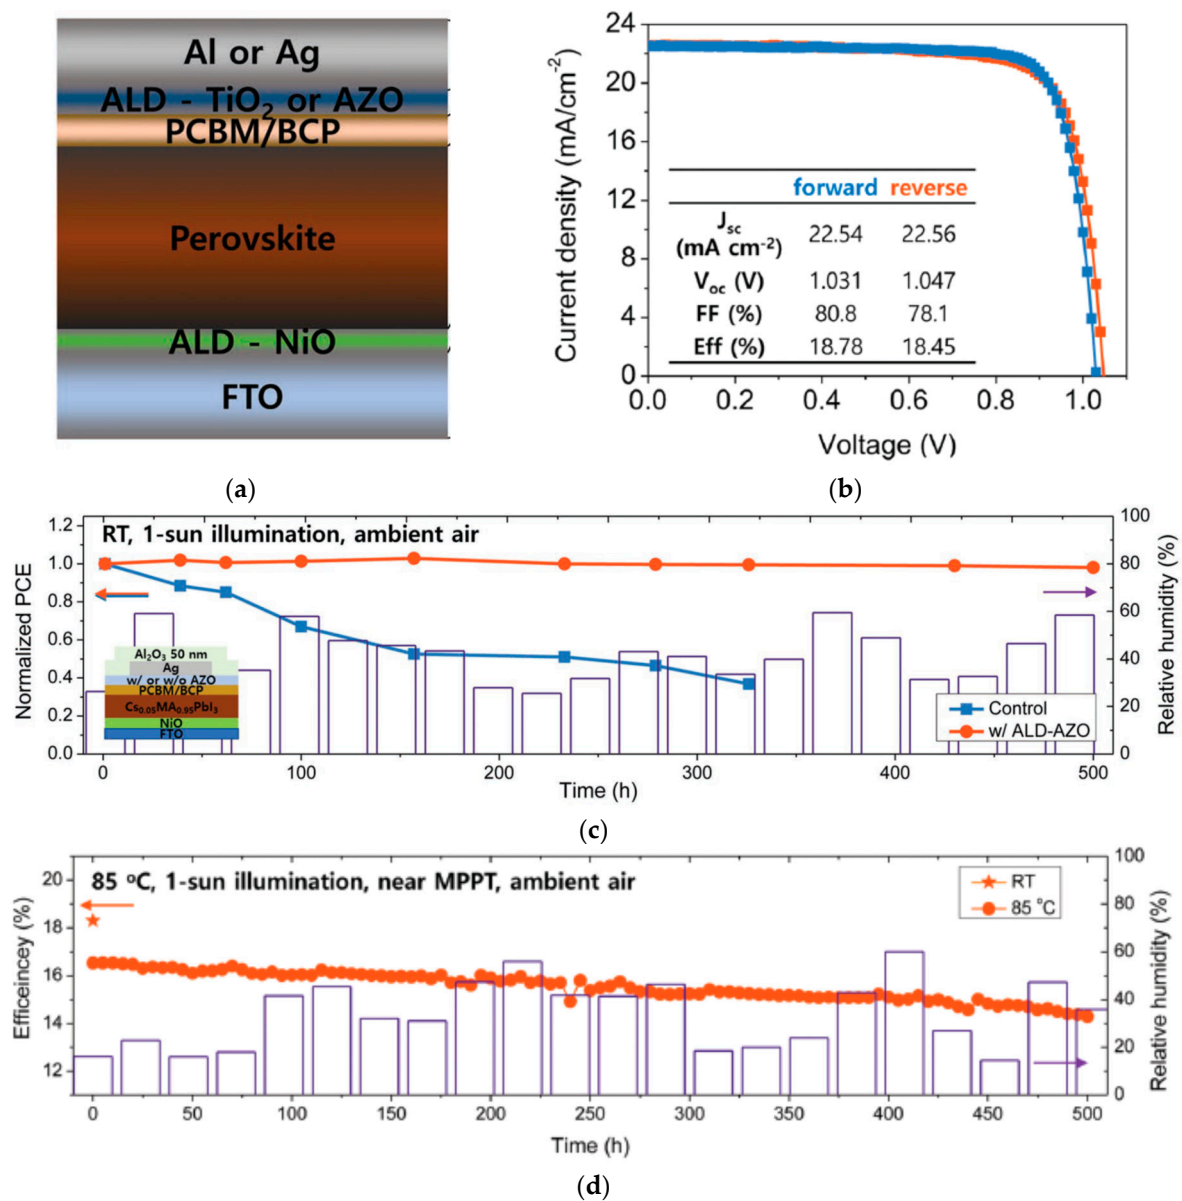 Al or Ag
ALD - TiO2 or AZO
PCBM/BCP
Perovskite
ALD - NiO
FTO
(a)
24
20
16
12
8
4
0
Current density (mA/cm-2)
forward reverse
Jsc (mA cm-2) 22.54 22.56
Voc (V) 1.031 1.047
FF (%) 80.8 78.1
Eff (%) 18.78 18.45
0.0 0.2 0.4 0.6 0.8 1.0
Voltage (V)
(b)
RT, 1-sun illumination, ambient air
1.2
1.0
0.8
0.6
0.4
0.2
0.0
Normalized PCE
Al2O3 50 nm
Ag
w/ or w/o AZO
PCBM/BCP
Cs0.05MA0.95PbI3
NiO
FTO
Control
w/ ALD-AZO
100
80
60
40
20
0
Relative humidity (%)
0 100 200 300 400 500
Time (h)
(c)
85 oC, 1-sun illumination, near MPPT, ambient air
20
18
16
14
12
Efficeincey (%)
RT
85 oC
100
80
60
40
20
0
Relative humidity (%)
0 50 100 150 200 250 300 350 400 450 500
Time (h)
(d)